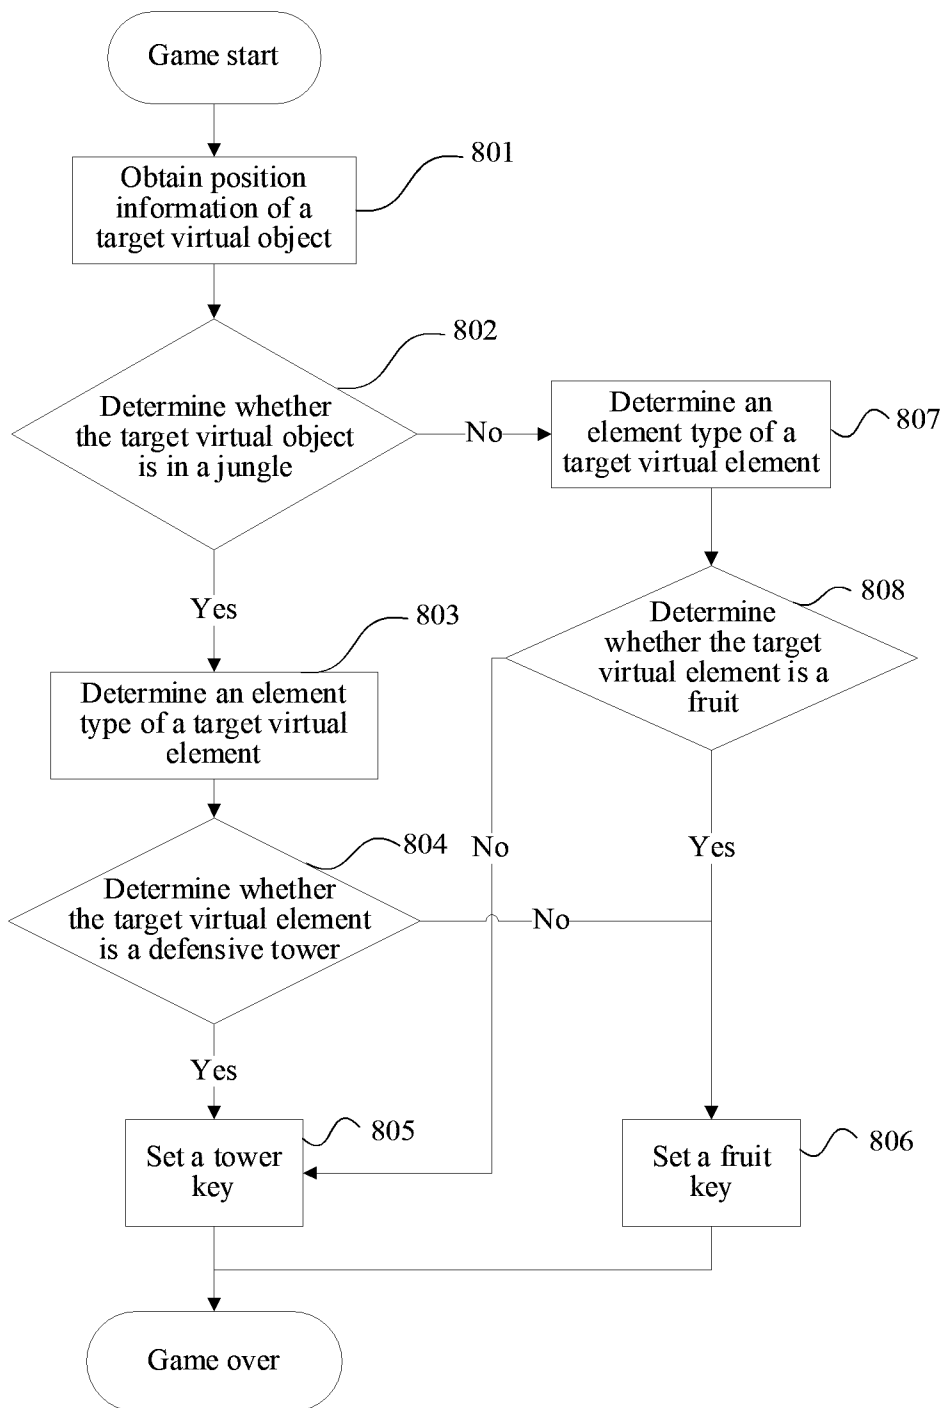 Game start
801
Obtain position
information of a
target virtual object
802
Determine whether
the target virtual object
is in a jungle
No
Determine an
element type of a
target virtual element
807
Yes
803
Determine an element
type of a target virtual
element
808
Determine
whether the target
virtual element is a
fruit
No
Yes
804
Determine whether
the target virtual element
is a defensive tower
No
Yes
805
Set a tower
key
806
Set a fruit
key
Game over